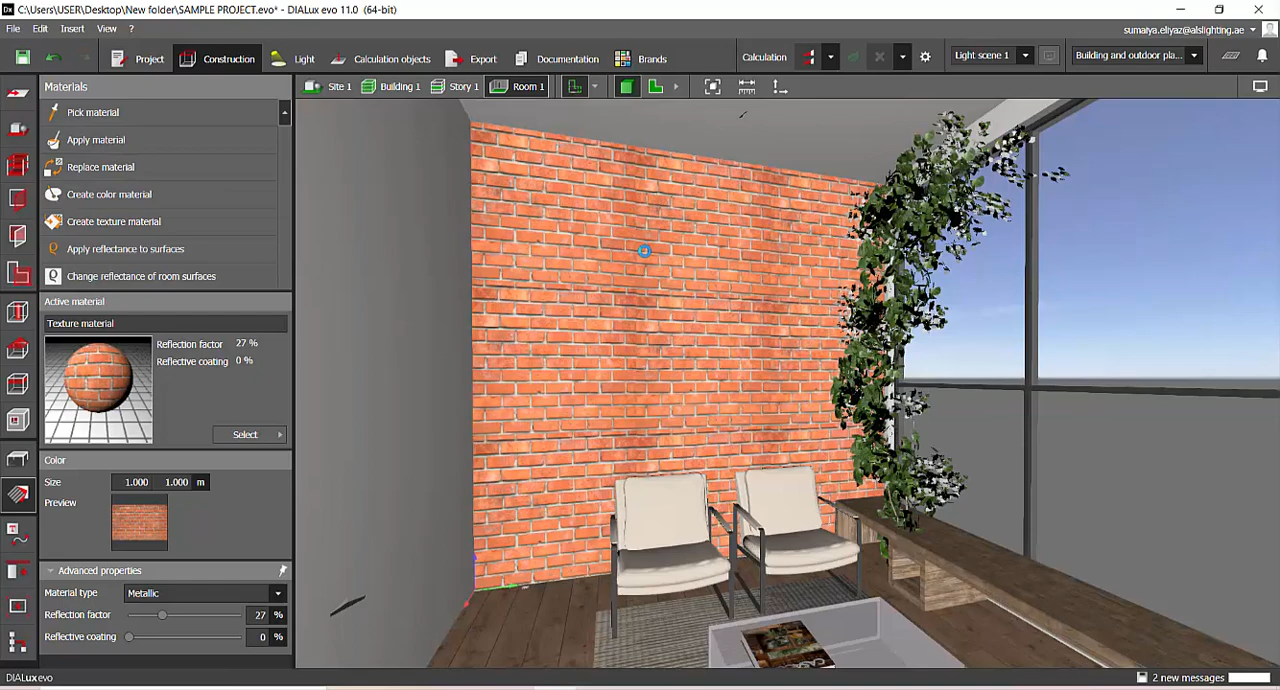 C:\Users\USER\Desktop\New folder\SAMPLE PROJECT.evo* - DIALux evo 11.0 (64-bit)
File Edit Insert View ?
sumaiya.eliyaz@alslighting.ae
Project Construction Light Calculation objects Export Documentation Brands Calculation Light scene 1 Building and outdoor pla...
Materials
Site 1 Building 1 Story 1 Room 1
Pick material
Apply material
Replace material
Create color material
Create texture material
Apply reflectance to surfaces
Change reflectance of room surfaces
Active material
Texture material
Reflection factor 27 %
Reflective coating 0 %
Select
Color
Size 1.000 1.000 m
Preview
Advanced properties
Material type Metallic
Reflection factor 27 %
Reflective coating 0 %
DIALux evo
2 new messages